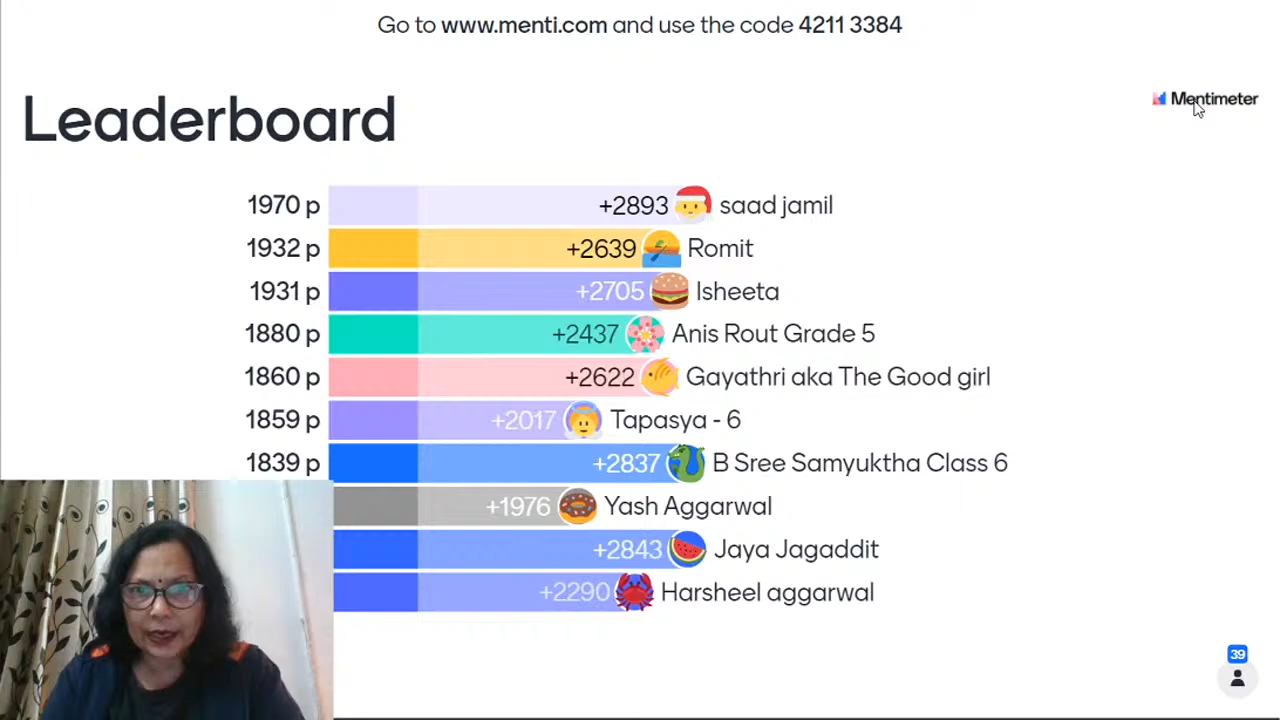 Go to www.menti.com and use the code 4211 3384
Leaderboard
Mentimeter
1970 p +2893 saad jamil
1932 p +2639 Romit
1931 p +2705 Isheeta
1880 p +2437 Anis Rout Grade 5
1860 p +2622 Gayathri aka The Good girl
1859 p +2017 Tapasya - 6
1839 p +2837 B Sree Samyuktha Class 6
+1976 Yash Aggarwal
+2843 Jaya Jagaddit
+2290 Harsheel aggarwal
39